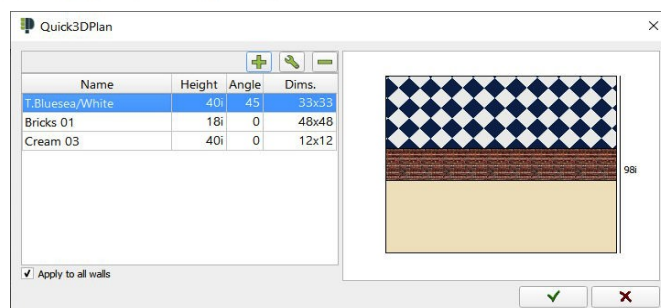 Quick3DPlan
Name Height Angle Dims.
T.Bluesea/White 40i 45 33x33
Bricks 01 18i 0 48x48
Cream 03 40i 0 12x12
98i
Apply to all walls